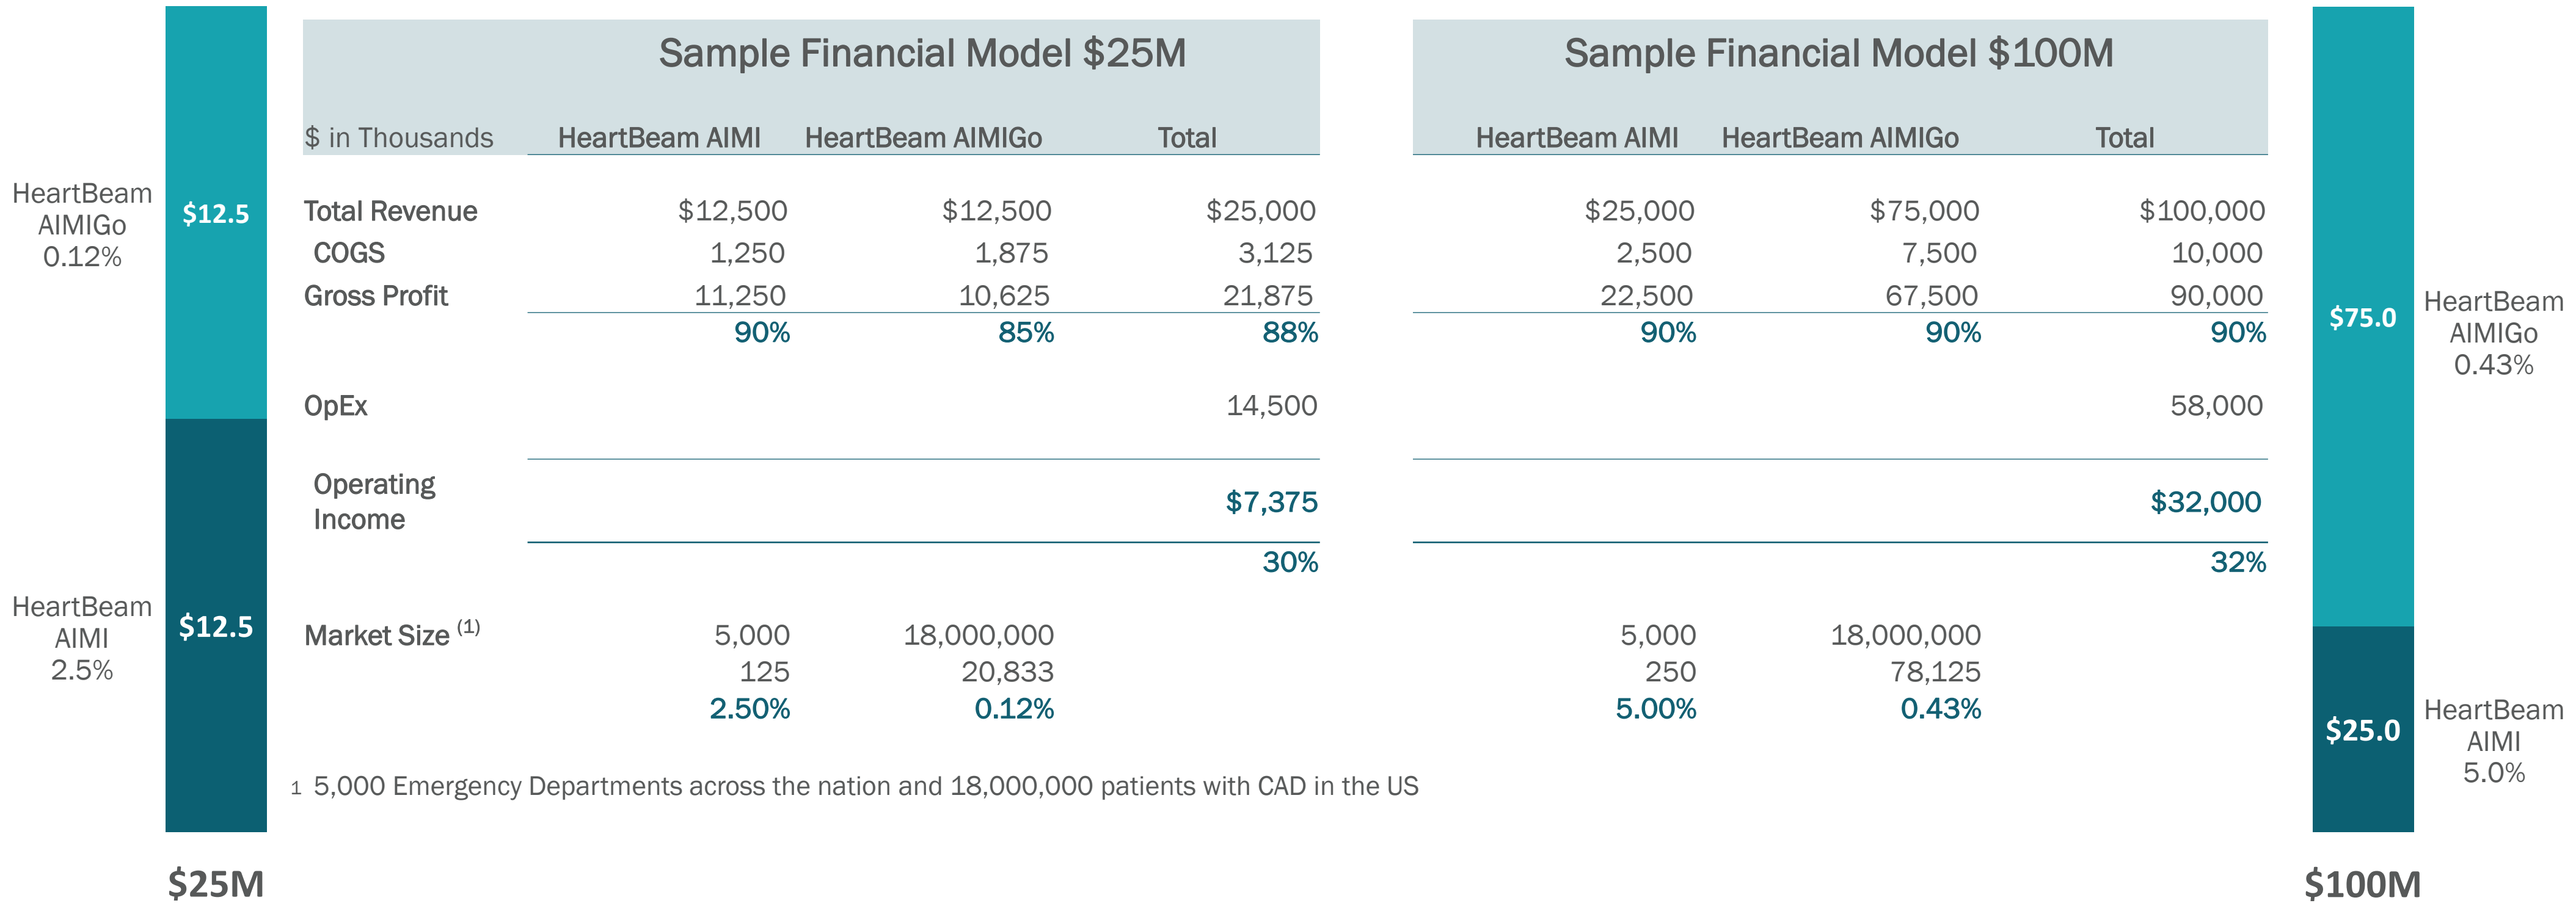 Sample Financial Model $25M
$ in Thousands HeartBeam AIMI HeartBeam AIMIGo Total
Total Revenue $12,500 $12,500 $25,000
COGS 1,250 1,875 3,125
Gross Profit 11,250 10,625 21,875
90% 85% 88%
OpEx 14,500
Operating
Income
$7,375
30%
Market Size (1) 5,000 18,000,000
125 20,833
2.50% 0.12%
Sample Financial Model $100M
HeartBeam AIMI HeartBeam AIMIGo Total
$25,000 $75,000 $100,000
2,500 7,500 10,000
22,500 67,500 90,000
90% 90% 90%
58,000
$32,000
32%
5,000 18,000,000
250 78,125
5.00% 0.43%
1 5,000 Emergency Departments across the nation and 18,000,000 patients with CAD in the US
HeartBeam
AIMIGo
0.12%
$12.5
HeartBeam
AIMI
2.5%
$12.5
$25M
$75.0
HeartBeam
AIMIGo
0.43%
$25.0
HeartBeam
AIMI
5.0%
$100M